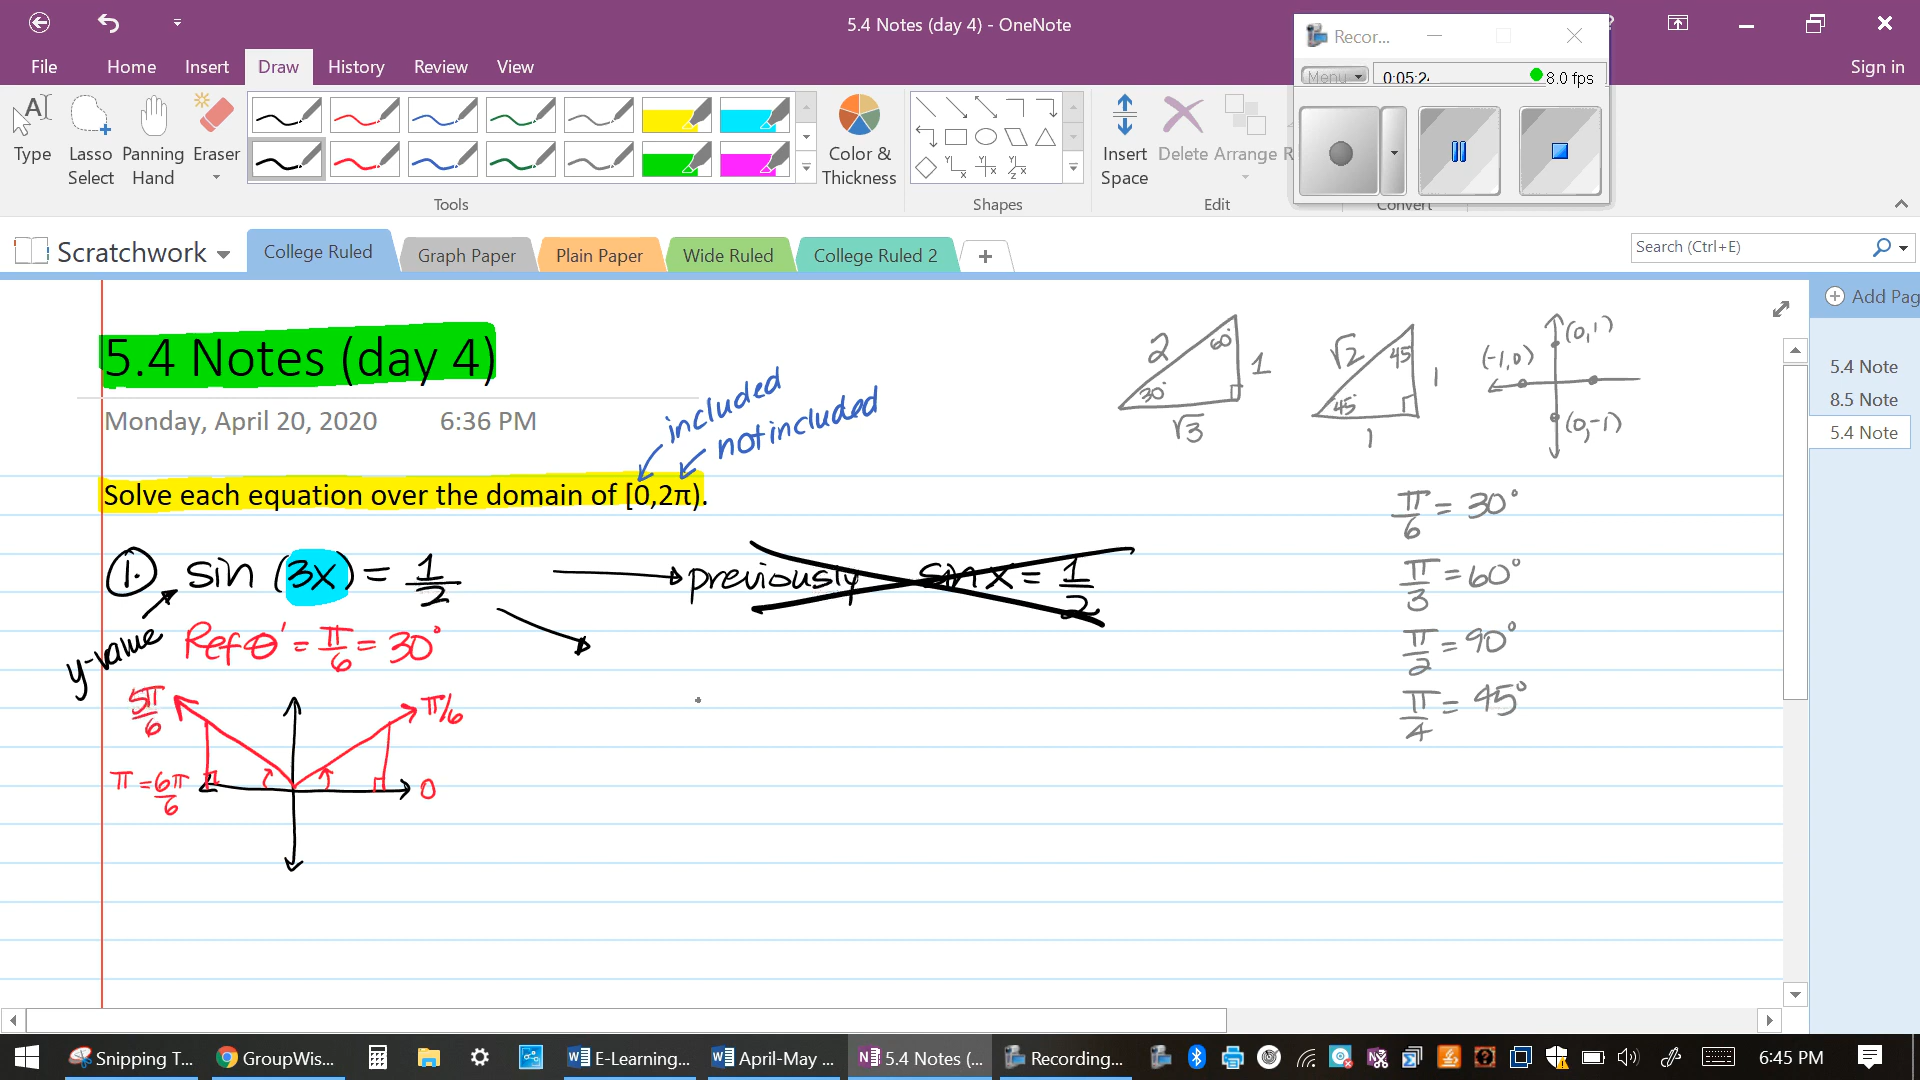 5.4 Notes (day 4) - OneNote
Recor...
File Home Insert Draw History Review View
Sign in
Menu 0:05:24 8.0 fps
Type
Lasso Select
Panning Hand
Eraser
Color & Thickness
Insert Space
Delete
Arrange
Tools
Shapes
Edit
Convert
Scratchwork
College Ruled
Graph Paper
Plain Paper
Wide Ruled
College Ruled 2
Search (Ctrl+E)
Add Pag
5.4 Note
8.5 Note
5.4 Note
5.4 Notes (day 4)
Monday, April 20, 2020 6:36 PM
included
not included
Solve each equation over the domain of [0,2π).
2 60° 30° 1 √3
√2 45 45° 1 1
(0,1) (-1,0) (0,-1)
π/6 = 30°
π/3 = 60°
π/2 = 90°
π/4 = 45°
1. sin (3x) = 1/2
previously sin x = 1/2
y-value
Ref θ' = π/6 = 30°
5π/6
π/6
π = 6π/6
0
Snipping T...
GroupWis...
E-Learning...
April-May ...
5.4 Notes (...
Recording...
6:45 PM